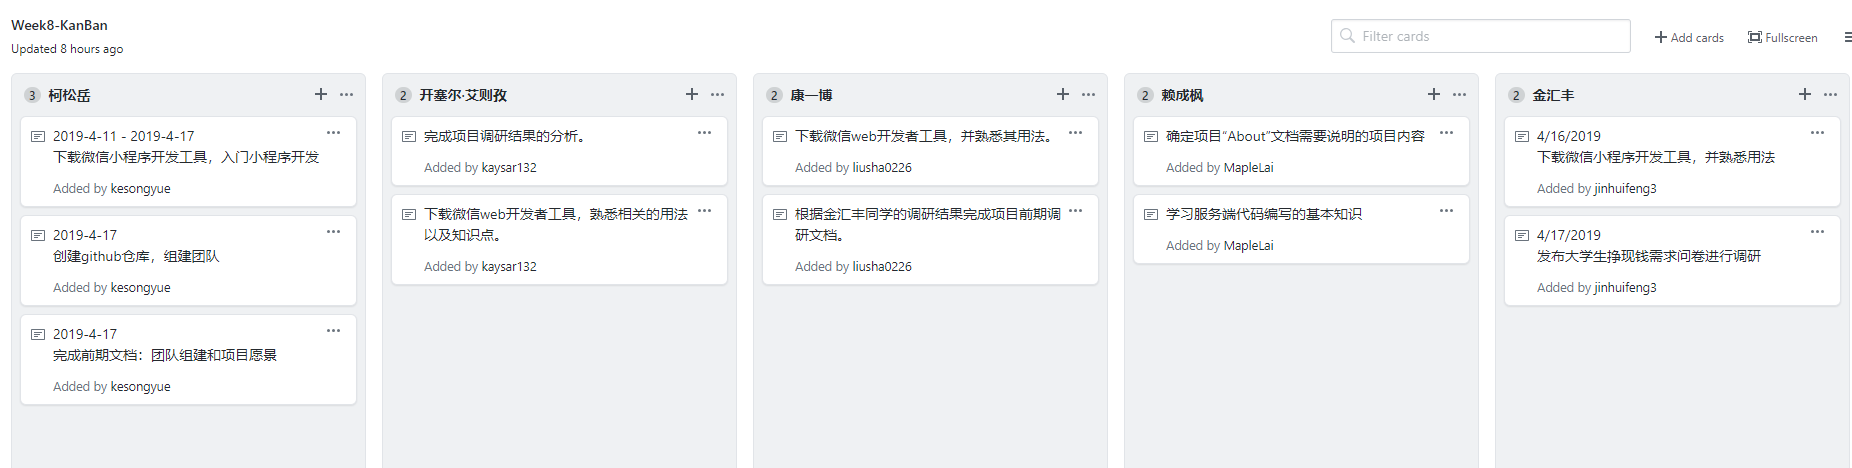 Week8-KanBan
Updated 8 hours ago
Filter cards
Add cards
Fullscreen
3 柯松岳
2019-4-11 - 2019-4-17
下载微信小程序开发工具，入门小程序开发
Added by kesongyue
2019-4-17
创建github仓库，组建团队
Added by kesongyue
2019-4-17
完成前期文档：团队组建和项目愿景
Added by kesongyue
2 开塞尔·艾则孜
完成项目调研结果的分析。
Added by kaysar132
下载微信web开发者工具，熟悉相关的用法
以及知识点。
Added by kaysar132
2 康一博
下载微信web开发者工具，并熟悉其用法。
Added by liusha0226
根据金汇丰同学的调研结果完成项目前期调
研文档。
Added by liusha0226
2 赖成枫
确定项目“About”文档需要说明的项目内容
Added by MapleLai
学习服务端代码编写的基本知识
Added by MapleLai
2 金汇丰
4/16/2019
下载微信小程序开发工具，并熟悉用法
Added by jinhuifeng3
4/17/2019
发布大学生挣现钱需求问卷进行调研
Added by jinhuifeng3